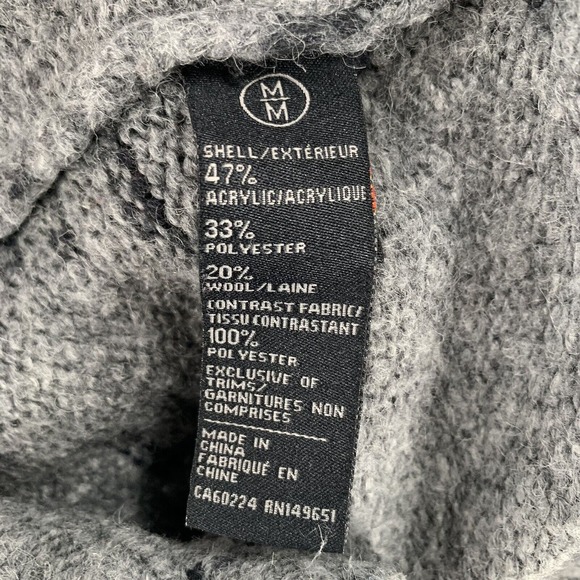 M
M
SHELL/EXTÉRIEUR
47%
ACRYLIC/ACRYLIQUE
33%
POLYESTER
20%
WOOL/LAINE
CONTRAST FABRIC/
TISSU CONTRASTANT
100%
POLYESTER
EXCLUSIVE OF
TRIMS/
GARNITURES NON
COMPRISES
MADE IN
CHINA
FABRIQUÉ EN
CHINE
CA60224 RN149651